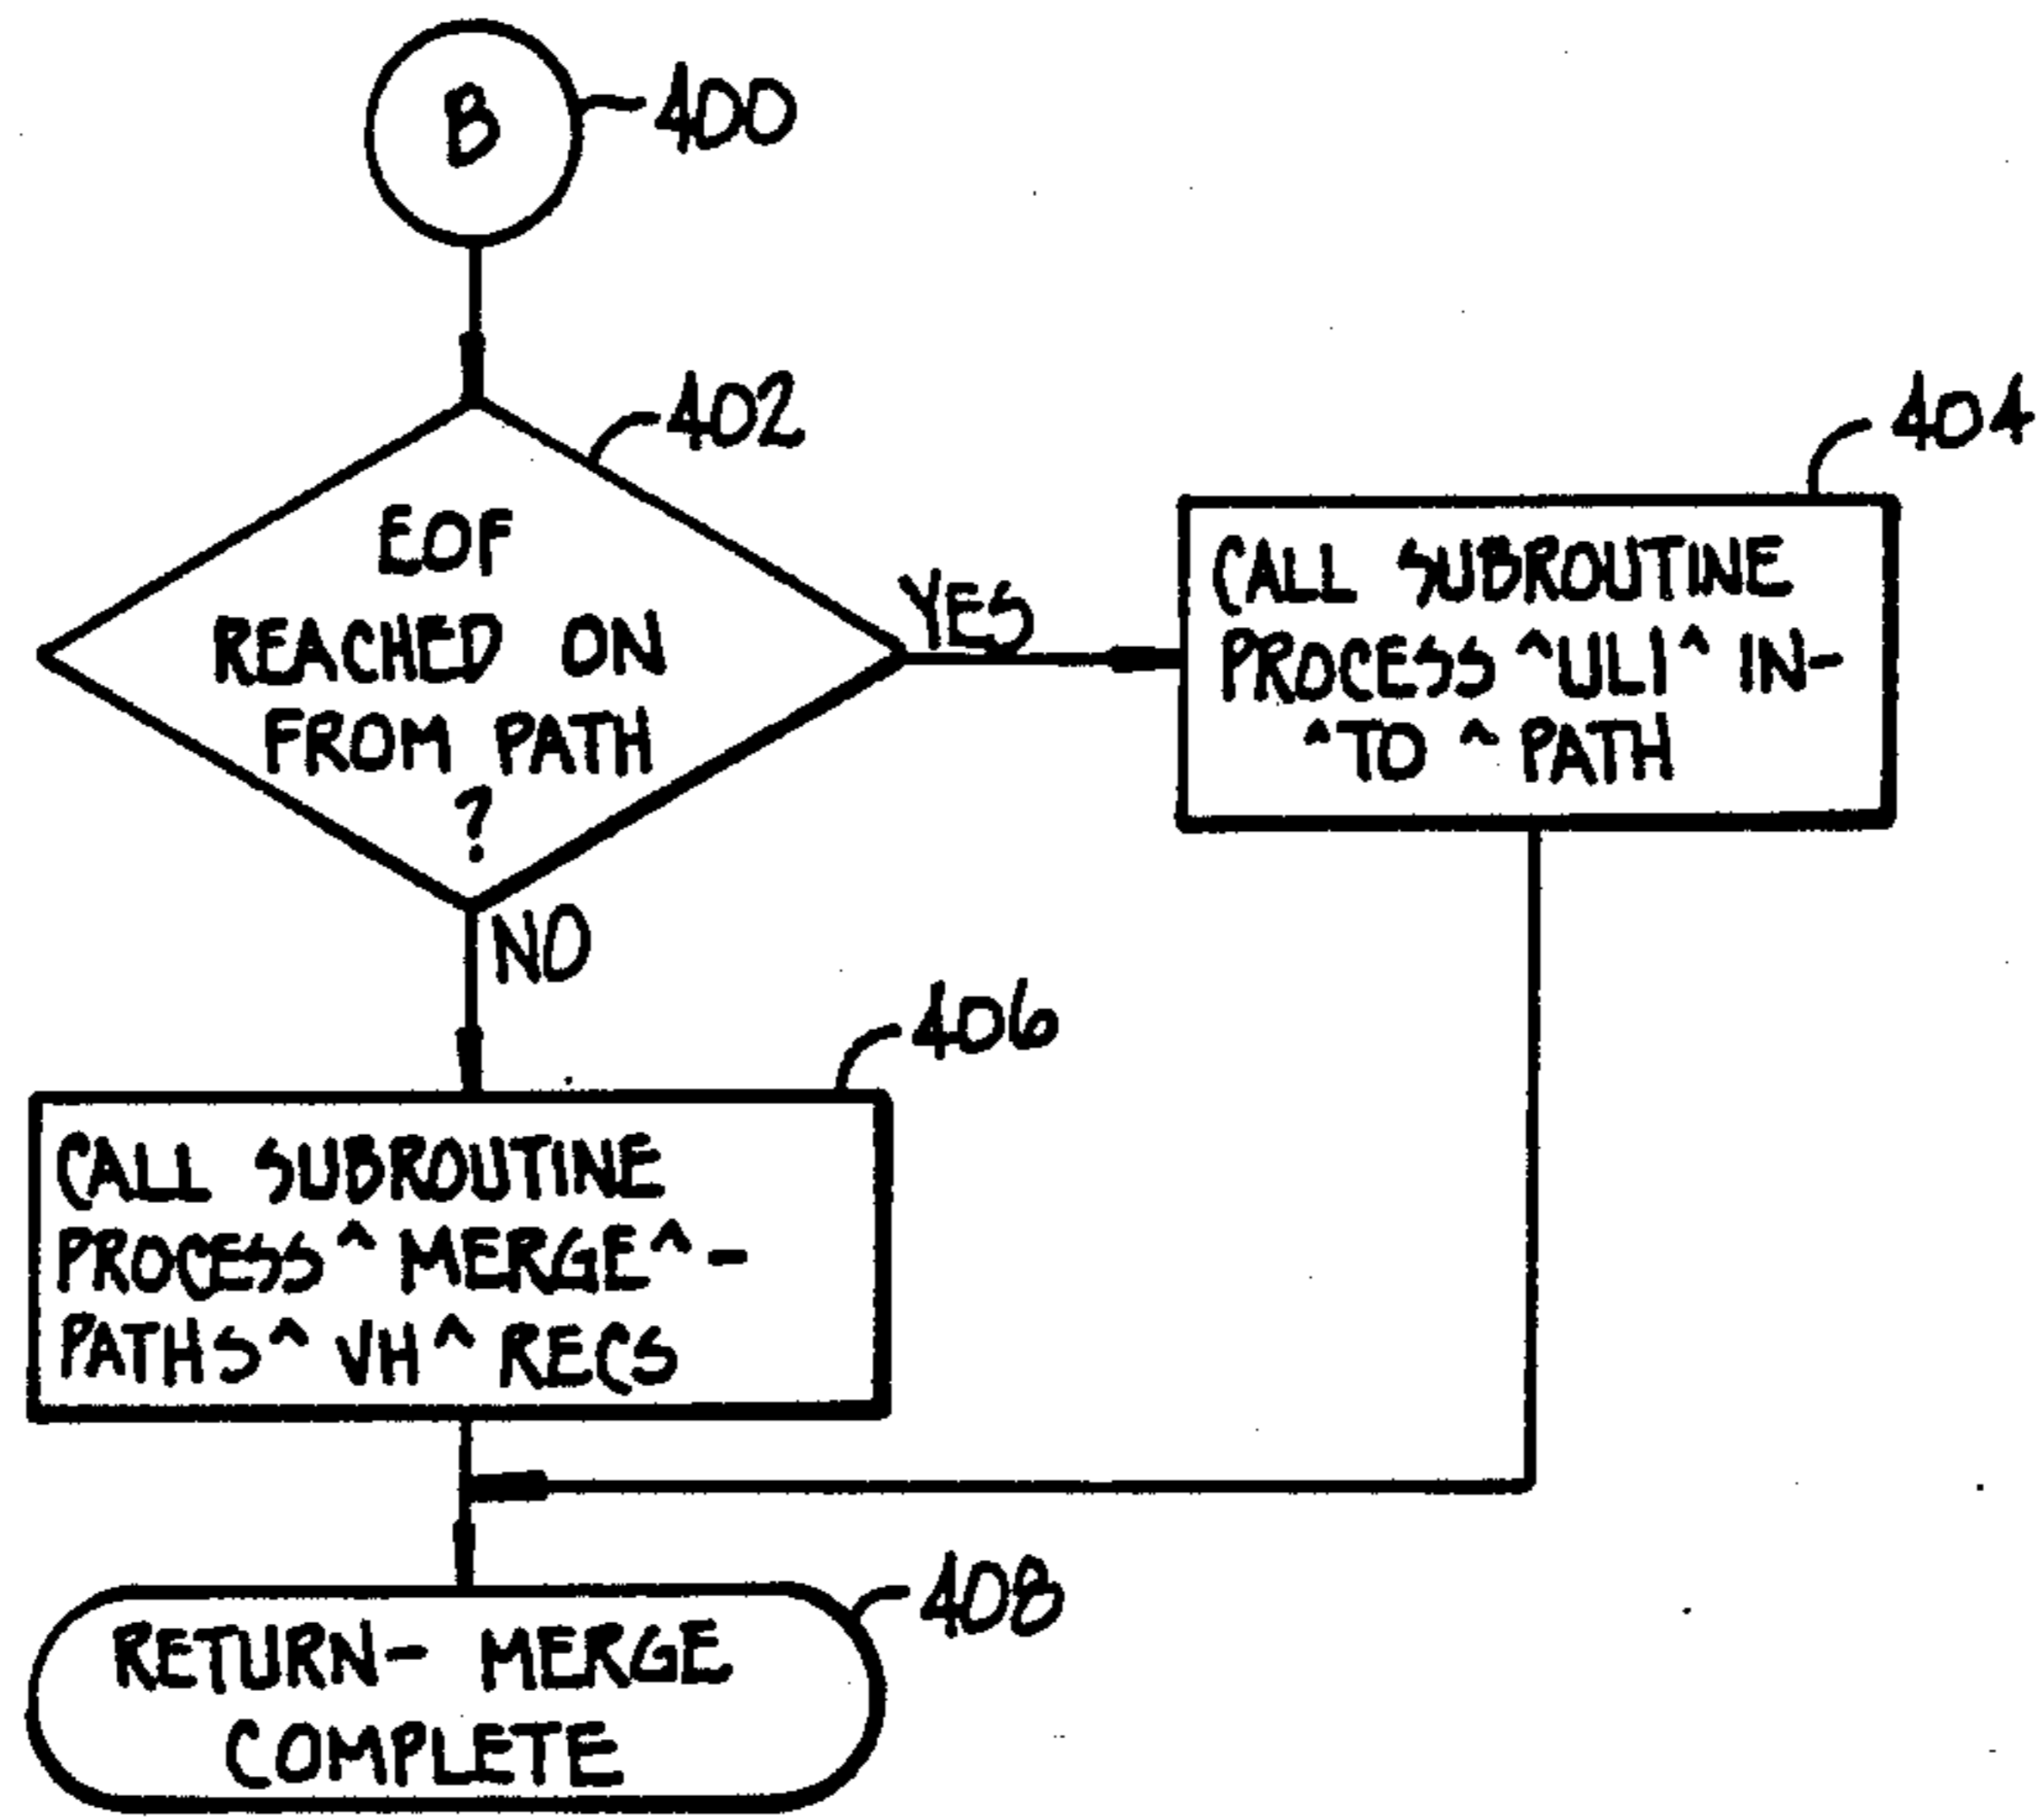 B
400
402
EOF
REACHED ON
FROM PATH
?
YES
404
CALL SUBROUTINE
PROCESS ^ULI^ IN-
^TO ^ PATH
NO
406
CALL SUBROUTINE
PROCESS^ MERGE^-
PATHS^ VH^ RECS
408
RETURN- MERGE
COMPLETE